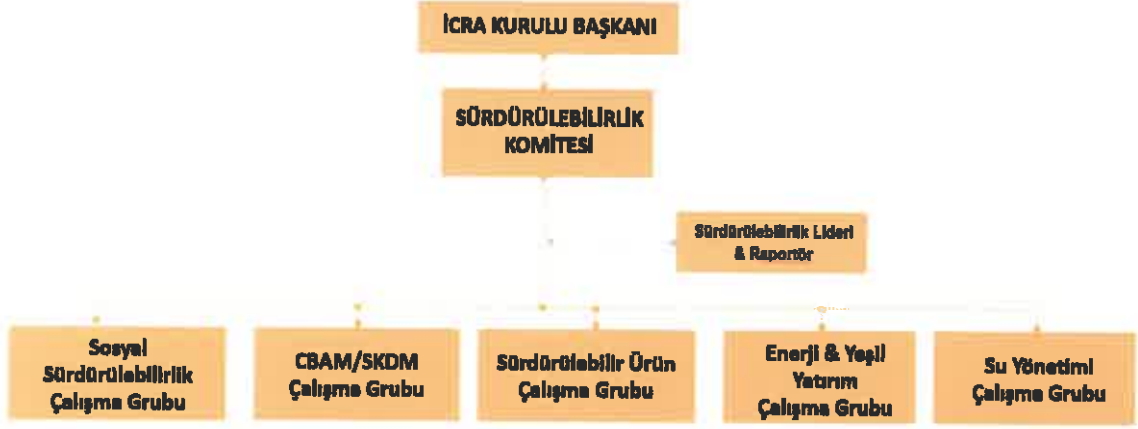 İCRA KURULU BAŞKANI
SÜRDÜRÜLEBİLİRLİK
KOMİTESİ
Sürdürülebilirlik Lideri
& Raportör
Sosyal
Sürdürülebilirlik
Çalışma Grubu
CBAM/SKDM
Çalışma Grubu
Sürdürülebilir Ürün
Çalışma Grubu
Enerji & Yeşil
Yatırım
Çalışma Grubu
Su Yönetimi
Çalışma Grubu